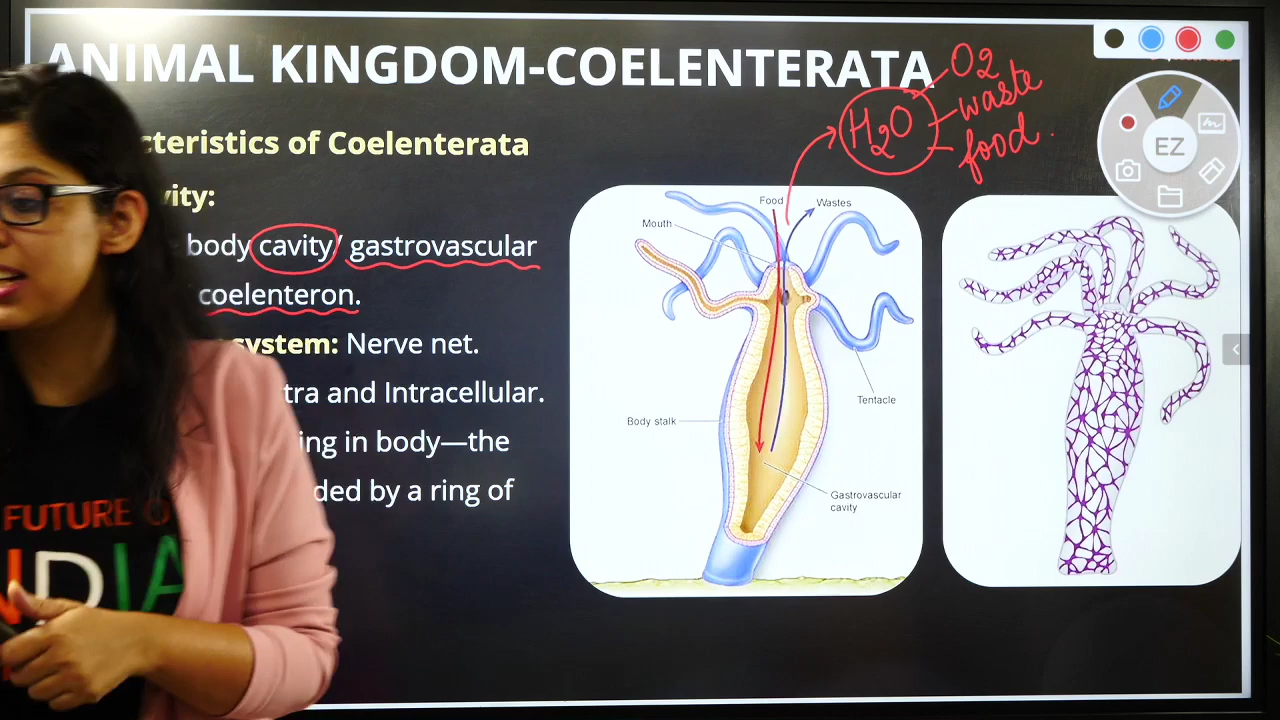 ANIMAL KINGDOM-COELENTERATA
O2
waste
food.
H2O
cteristics of Coelenterata
vity:
body cavity/ gastrovascular
coelenteron.
system: Nerve net.
tra and Intracellular.
ing in body—the
ded by a ring of
Food
Wastes
Mouth
Tentacle
Body stalk
Gastrovascular
cavity
EZ
FUTURE O
NDIA